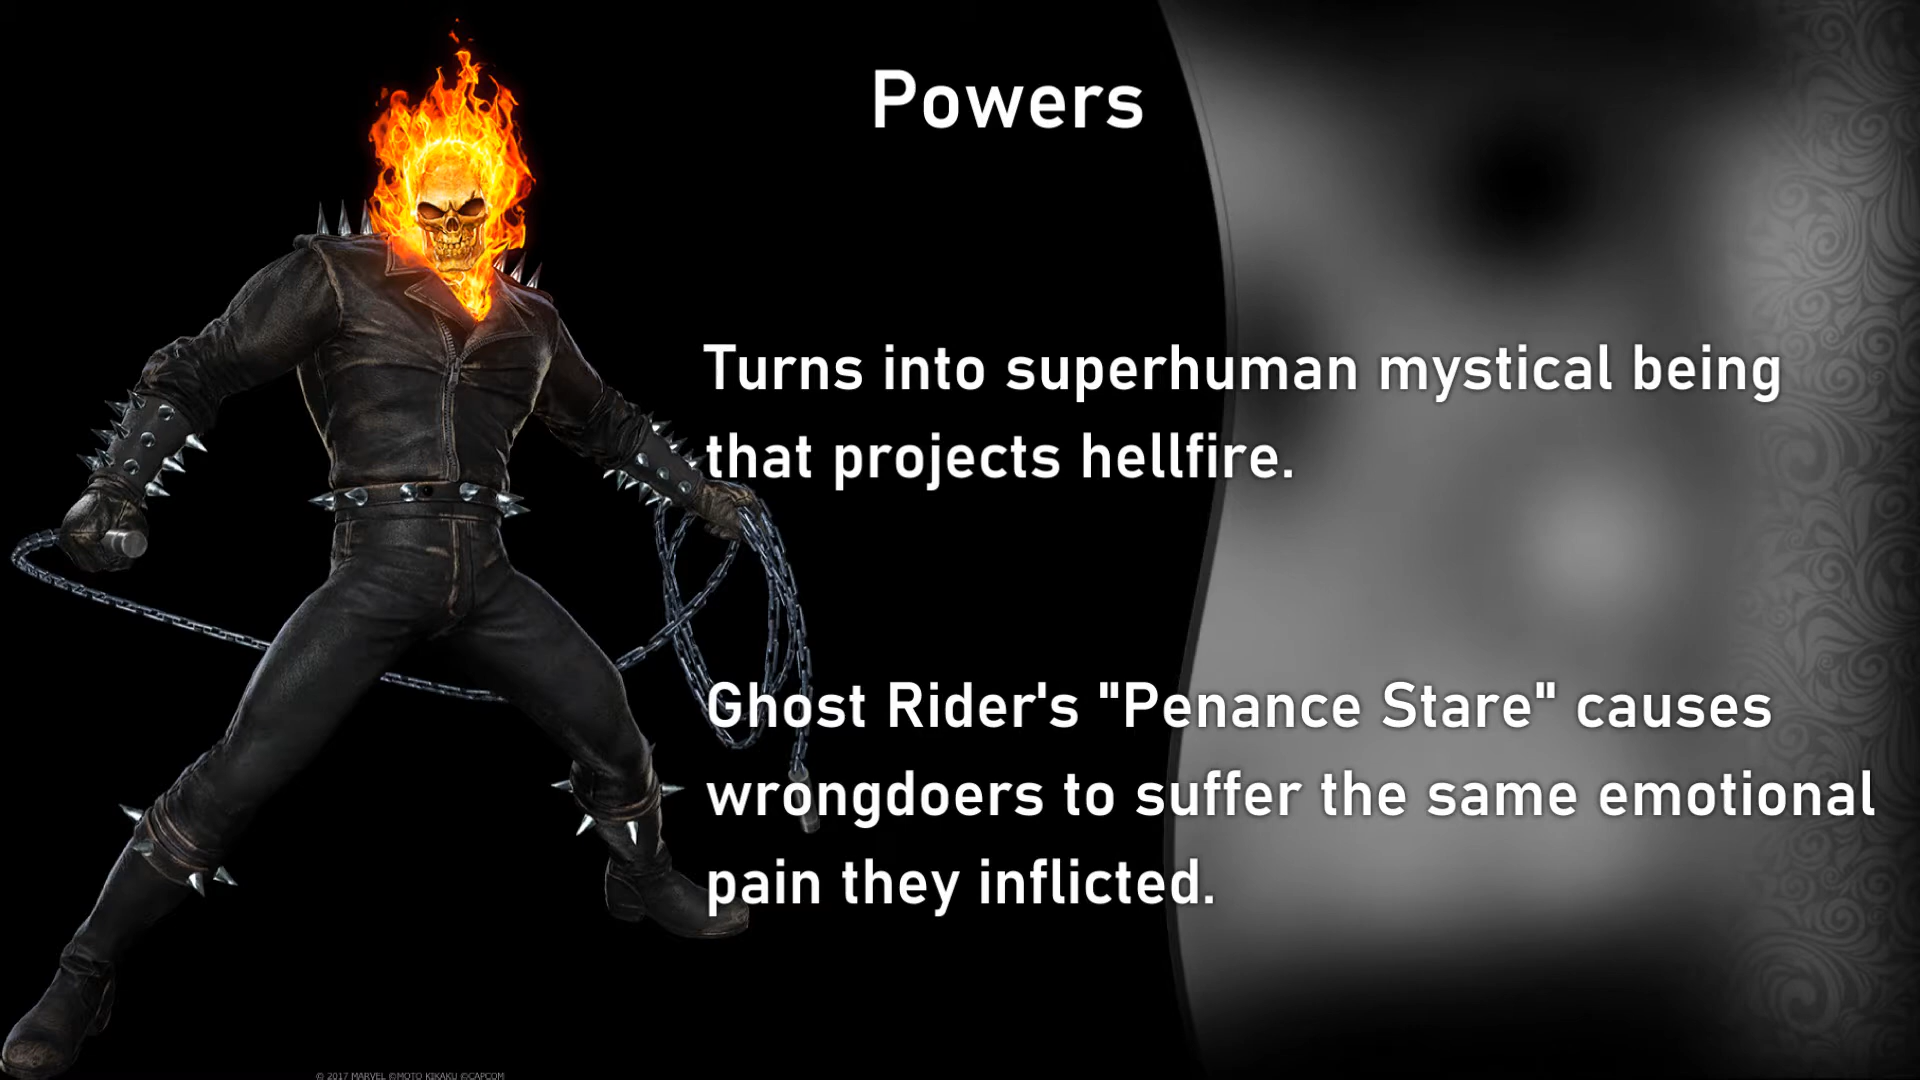 Powers
Turns into superhuman mystical being
that projects hellfire.
Ghost Rider's "Penance Stare" causes
wrongdoers to suffer the same emotional
pain they inflicted.
© 2017 MARVEL ©MOTO KIKAKU ©CAPCOM